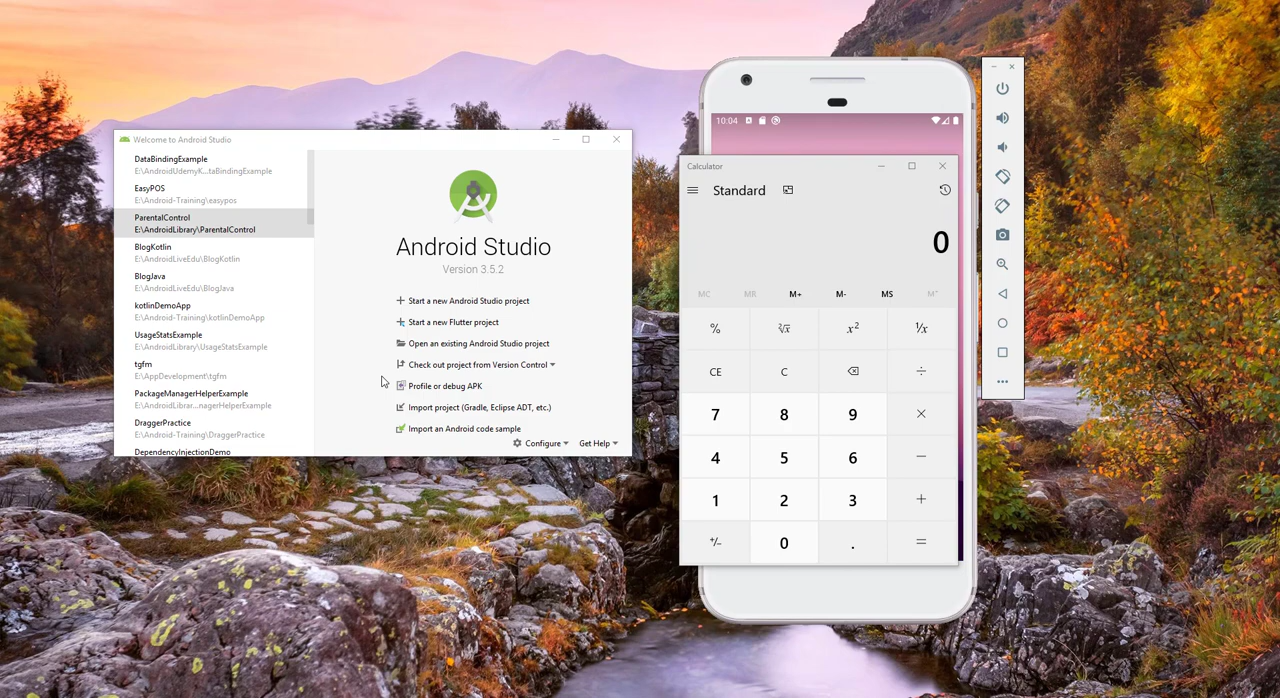 Welcome to Android Studio
DataBindingExample
E:\AndroidUdemyK...taBindingExample
EasyPOS
E:\Android-Training\easypos
ParentalControl
E:\AndroidLibrary\ParentalControl
BlogKotlin
E:\AndroidLiveEdu\BlogKotlin
BlogJava
E:\AndroidLiveEdu\BlogJava
kotlinDemoApp
E:\Android-Training\kotlinDemoApp
UsageStatsExample
E:\AndroidLibrary\UsageStatsExample
tgfm
E:\AppDevelopment\tgfm
PackageManagerHelperExample
E:\AndroidLibrar...nagerHelperExample
DraggerPractice
E:\Android-Training\DraggerPractice
DependencyInjectionDemo
Android Studio
Version 3.5.2
Start a new Android Studio project
Start a new Flutter project
Open an existing Android Studio project
Check out project from Version Control
Profile or debug APK
Import project (Gradle, Eclipse ADT, etc.)
Import an Android code sample
Configure Get Help
10:04
Calculator
Standard
0
MC MR M+ M- MS M˅
% ²√x x² ¹/x
CE C ÷
7 8 9 ×
4 5 6 −
1 2 3 +
+/− 0 . =